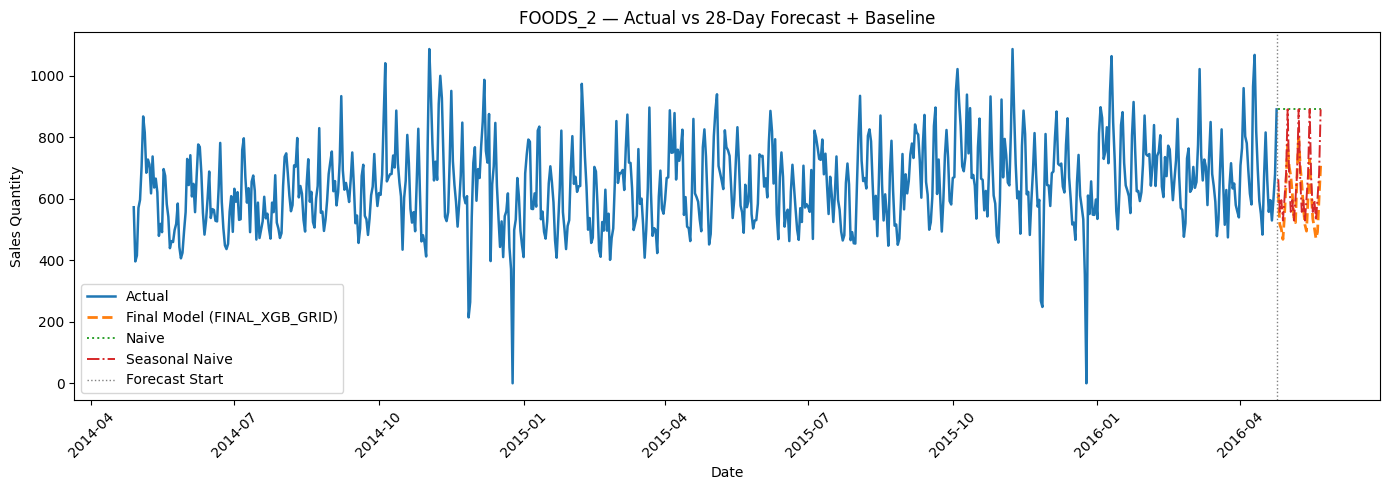 FOODS_2 — Actual vs 28-Day Forecast + Baseline
Sales Quantity
1000
800
600
400
200
0
Actual
Final Model (FINAL_XGB_GRID)
Naive
Seasonal Naive
Forecast Start
2014-04
2014-07
2014-10
2015-01
2015-04
2015-07
2015-10
2016-01
2016-04
Date